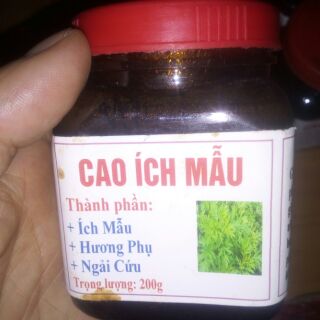 CAO ÍCH MẪU
Thành phần:
+ Ích Mẫu
+ Hương Phụ
+ Ngải Cứu
Trọng lượng: 200g